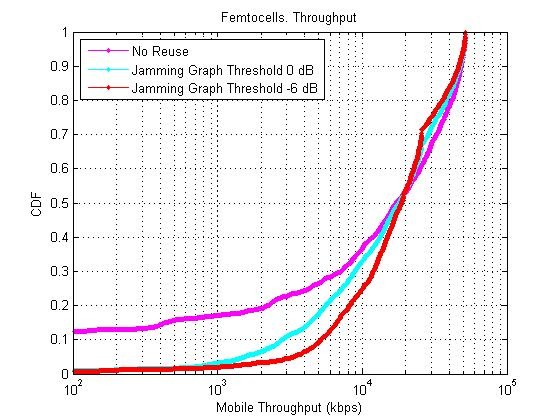 Femtocells. Throughput
1
0.9
0.8
0.7
0.6
0.5
0.4
0.3
0.2
0.1
0
CDF
No Reuse
Jamming Graph Threshold 0 dB
Jamming Graph Threshold -6 dB
10^2 10^3 10^4 10^5
Mobile Throughput (kbps)